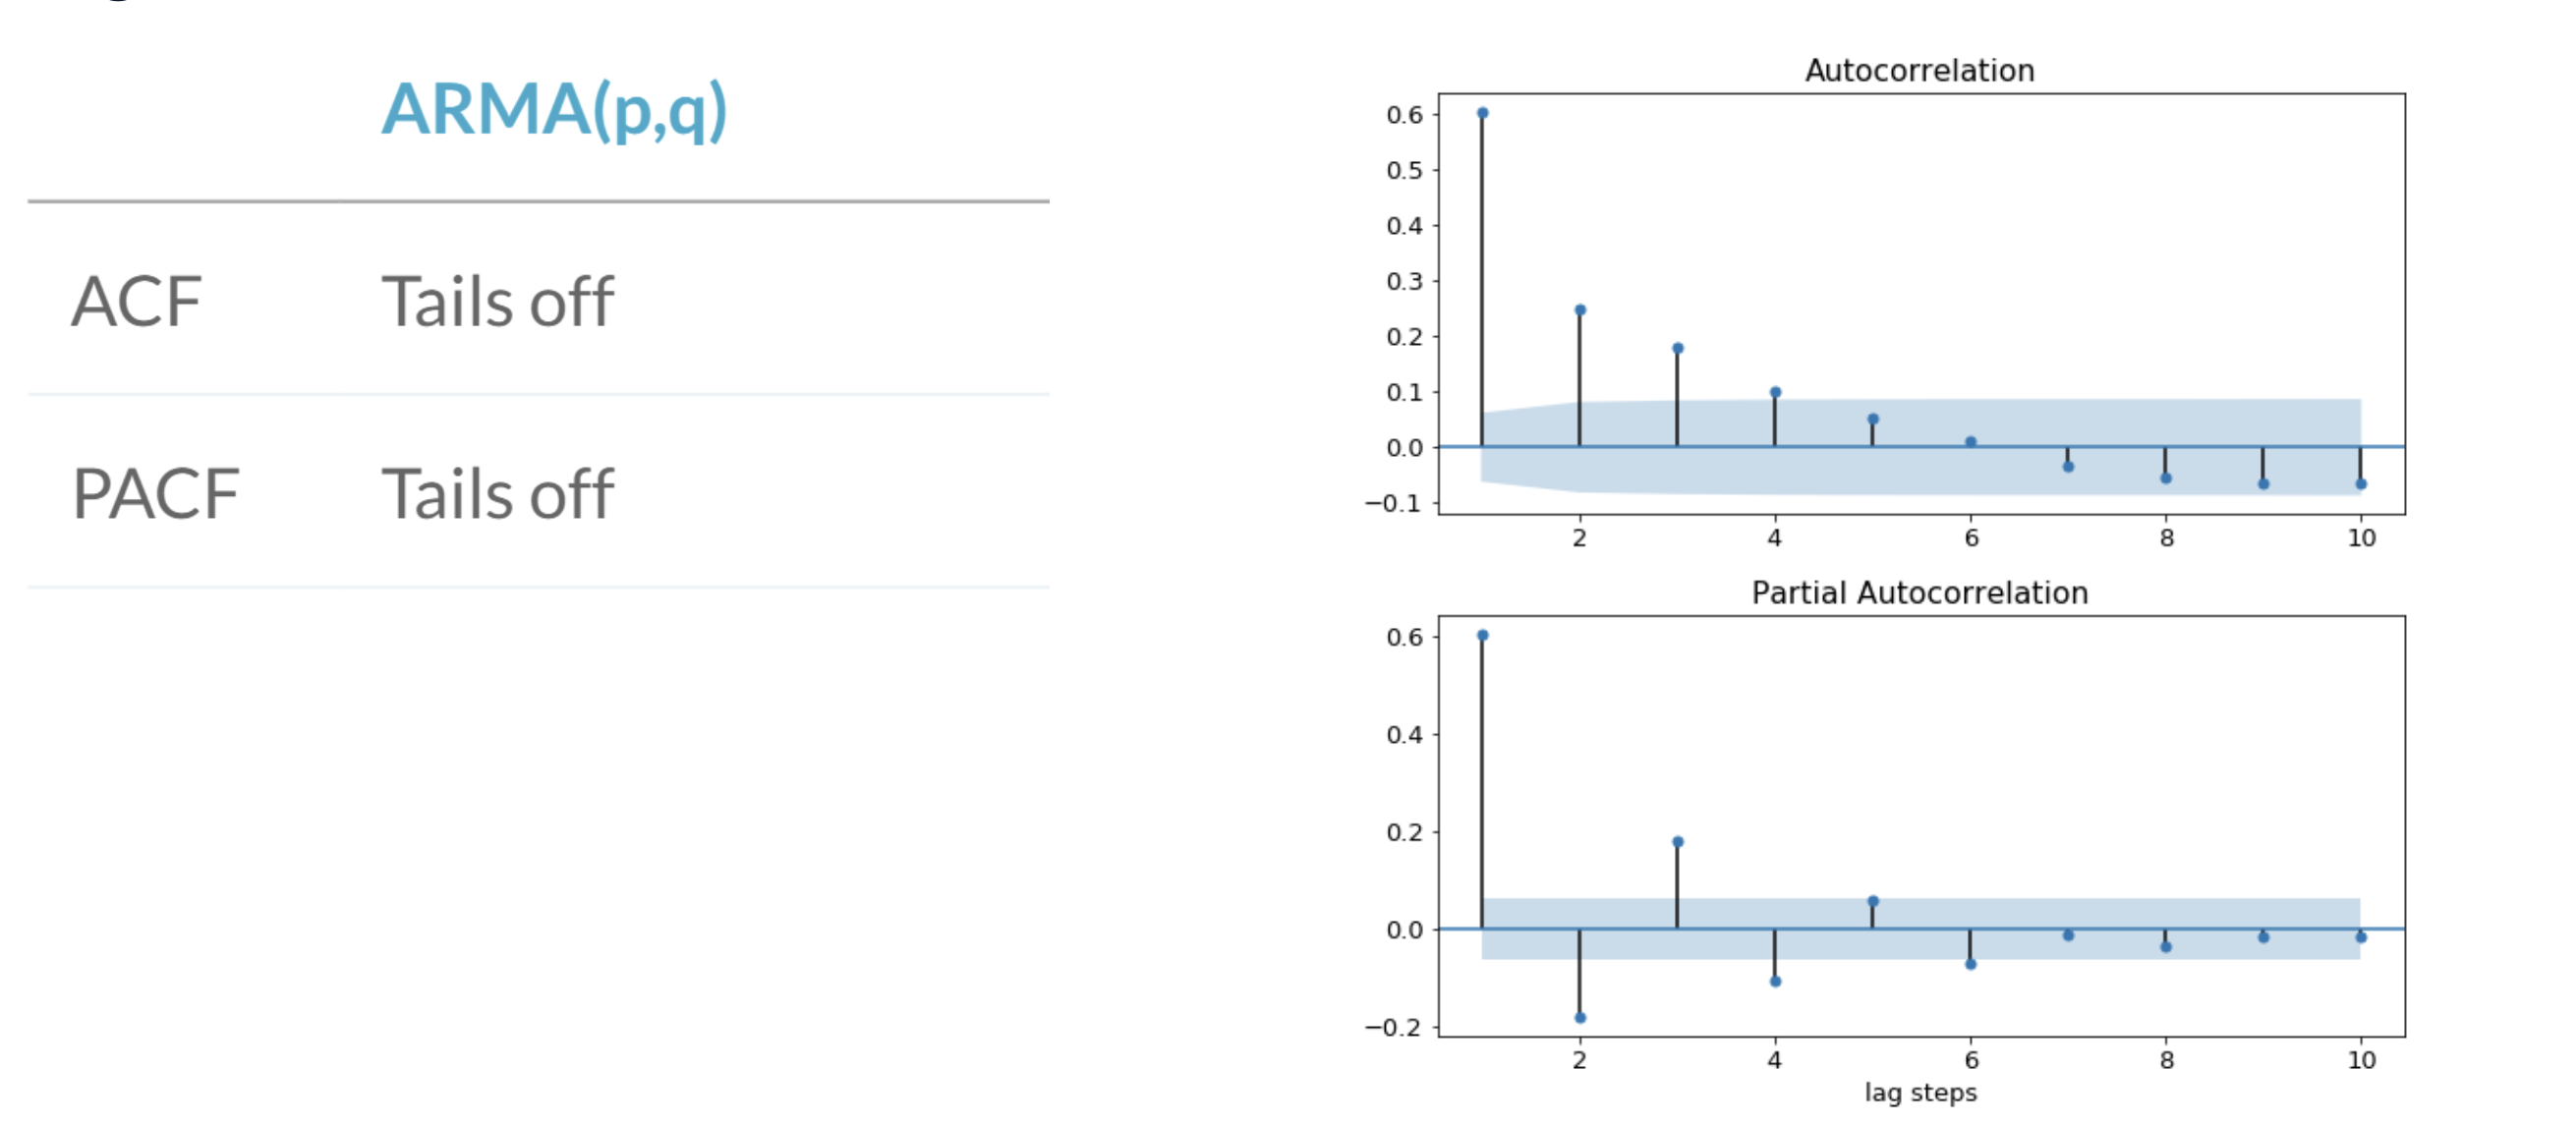 ARMA(p,q)
ACF Tails off
PACF Tails off
Autocorrelation
0.6
0.5
0.4
0.3
0.2
0.1
0.0
−0.1
2 4 6 8 10
Partial Autocorrelation
0.6
0.4
0.2
0.0
−0.2
2 4 6 8 10
lag steps